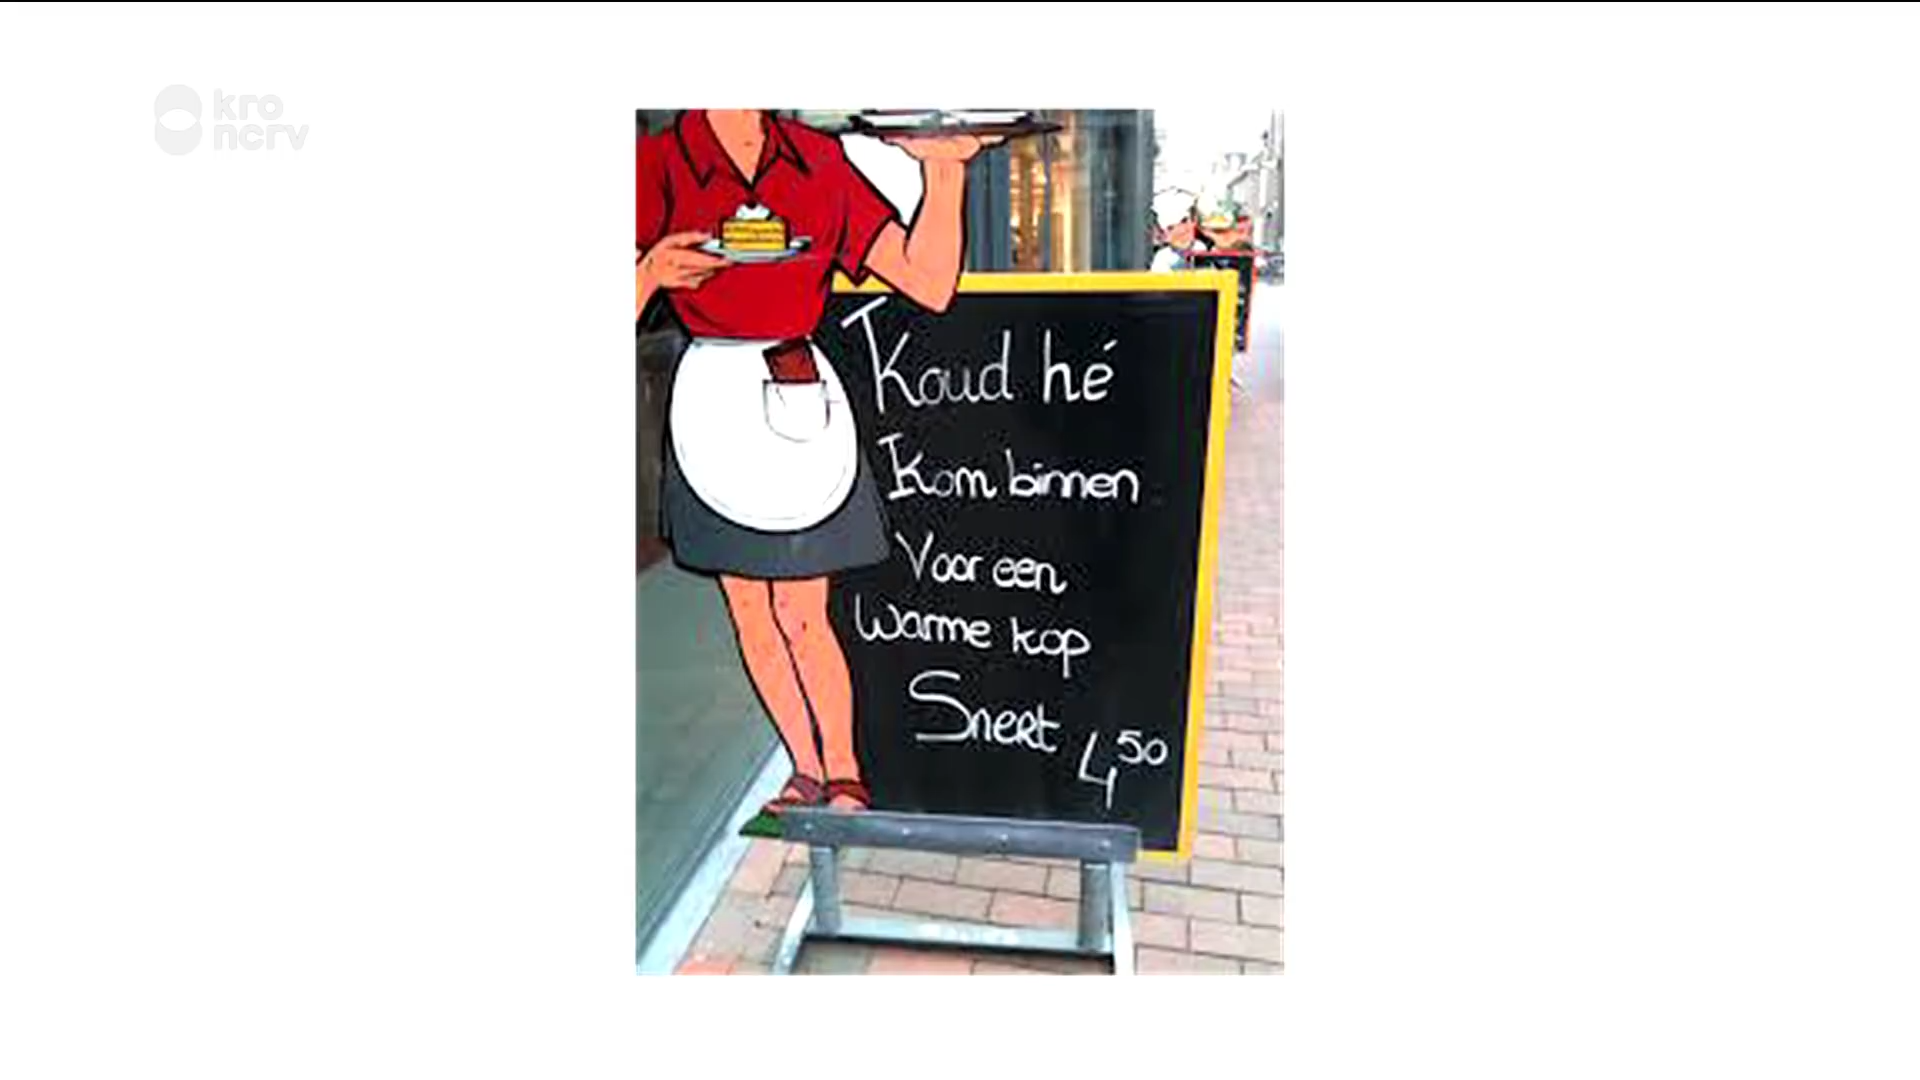 kro
ncrv
Koud hé
Kom binnen
Voor een
Warme kop
Snert 4,50